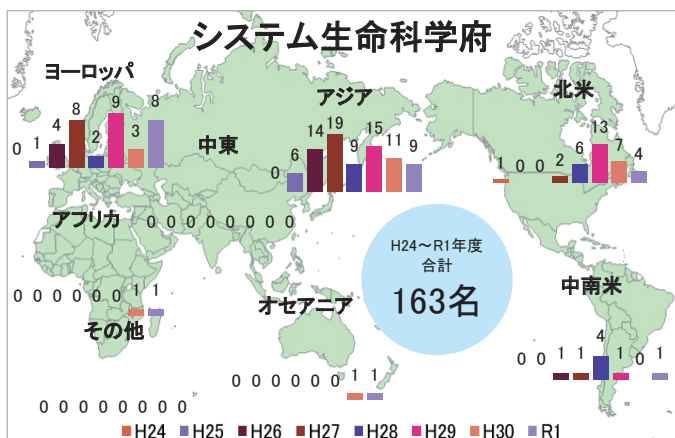 システム生命科学府
ヨーロッパ
0 1 4 8 2 9 3 8
アジア
0 6 14 19 9 15 11 9
北米
1 0 0 2 6 13 7 4
中東
0 0 0 0 0 0 0 0
アフリカ
0 0 0 0 0 0 1 1
H24～R1年度
合計
163名
オセアニア
0 0 0 0 0 0 1 1
中南米
0 0 1 1 4 1 0 1
その他
0 0 0 0 0 0 0 0
H24 H25 H26 H27 H28 H29 H30 R1